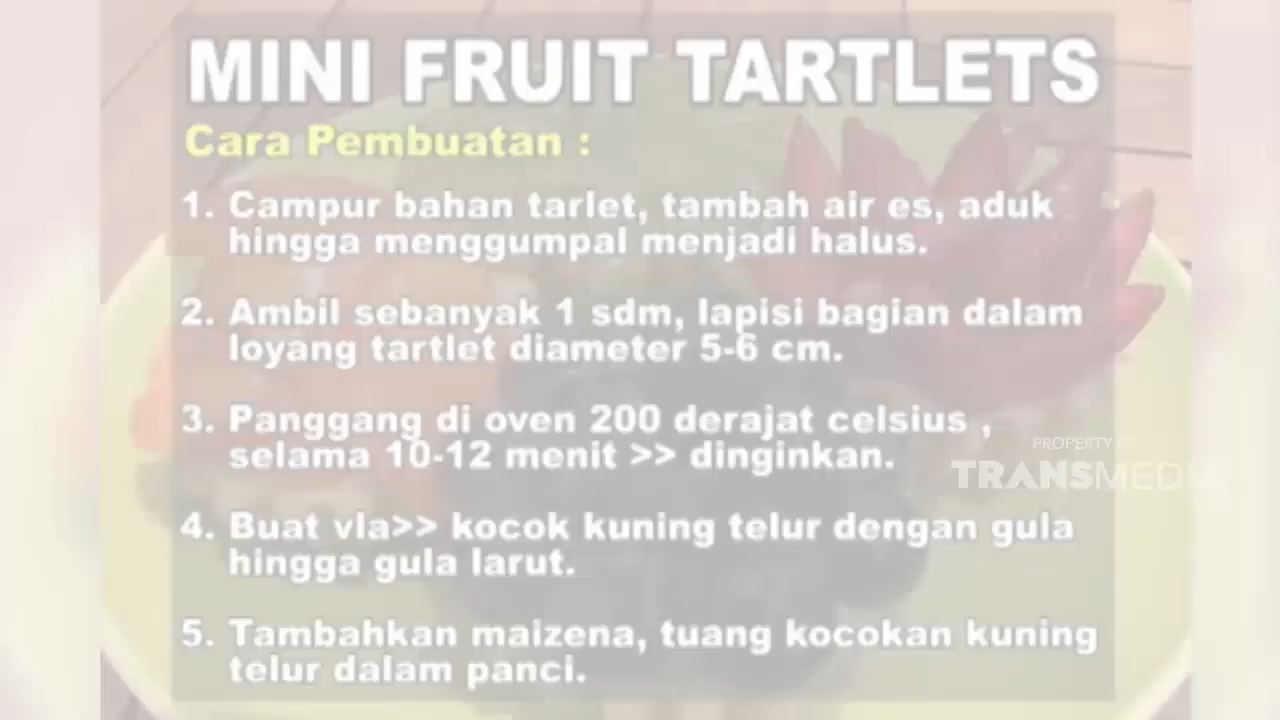 MINI FRUIT TARTLETS
Cara Pembuatan :
1. Campur bahan tarlet, tambah air es, aduk
hingga menggumpal menjadi halus.
2. Ambil sebanyak 1 sdm, lapisi bagian dalam
loyang tartlet diameter 5-6 cm.
3. Panggang di oven 200 derajat celsius ,
selama 10-12 menit >> dinginkan.
4. Buat vla>> kocok kuning telur dengan gula
hingga gula larut.
5. Tambahkan maizena, tuang kocokan kuning
telur dalam panci.
PROPERTY
TRANSMEDIA